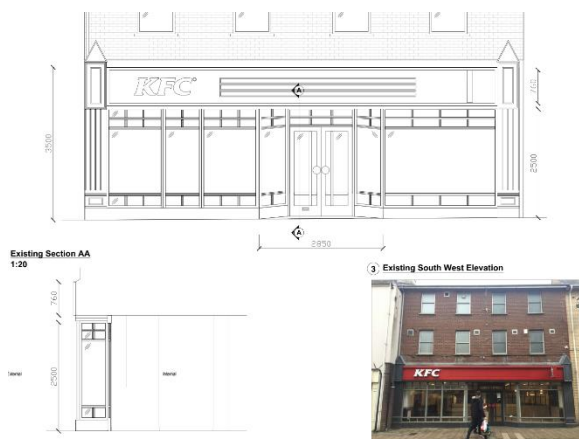 KFC
A
760
3500
2500
A
2850
Existing Section AA
1:20
3 Existing South West Elevation
760
2500
External
Internal
KFC